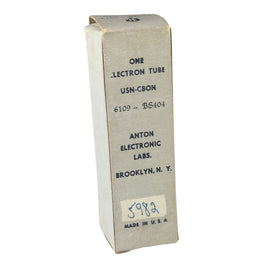 ONE
ELECTRON TUBE
USN-CBON
6109 - BS404
ANTON
ELECTRONIC
LABS.
BROOKLYN, N. Y.
5982
MADE IN U. S. A